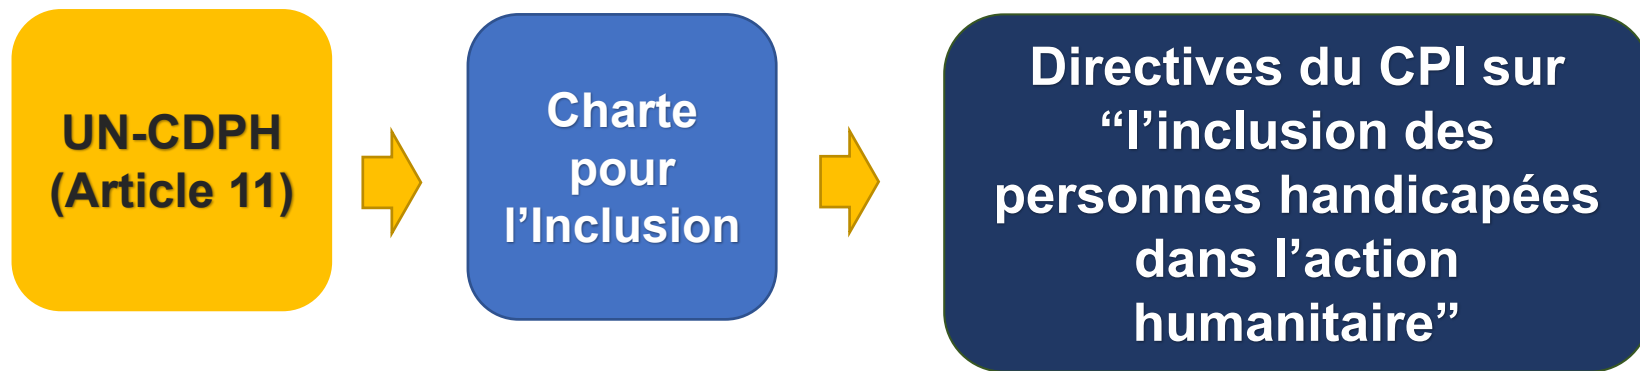 UN-CDPH
(Article 11)
Charte
pour
l’Inclusion
Directives du CPI sur
“l’inclusion des
personnes handicapées
dans l’action
humanitaire”